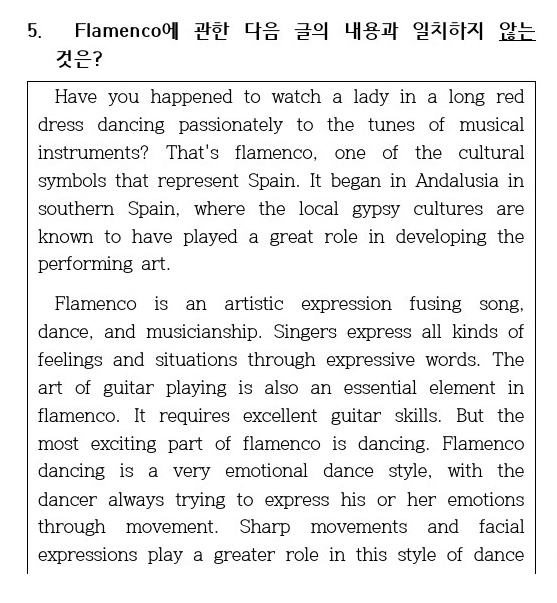 5. Flamenco에 관한 다음 글의 내용과 일치하지 않는
것은?
Have you happened to watch a lady in a long red
dress dancing passionately to the tunes of musical
instruments? That's flamenco, one of the cultural
symbols that represent Spain. It began in Andalusia in
southern Spain, where the local gypsy cultures are
known to have played a great role in developing the
performing art.
Flamenco is an artistic expression fusing song,
dance, and musicianship. Singers express all kinds of
feelings and situations through expressive words. The
art of guitar playing is also an essential element in
flamenco. It requires excellent guitar skills. But the
most exciting part of flamenco is dancing. Flamenco
dancing is a very emotional dance style, with the
dancer always trying to express his or her emotions
through movement. Sharp movements and facial
expressions play a greater role in this style of dance